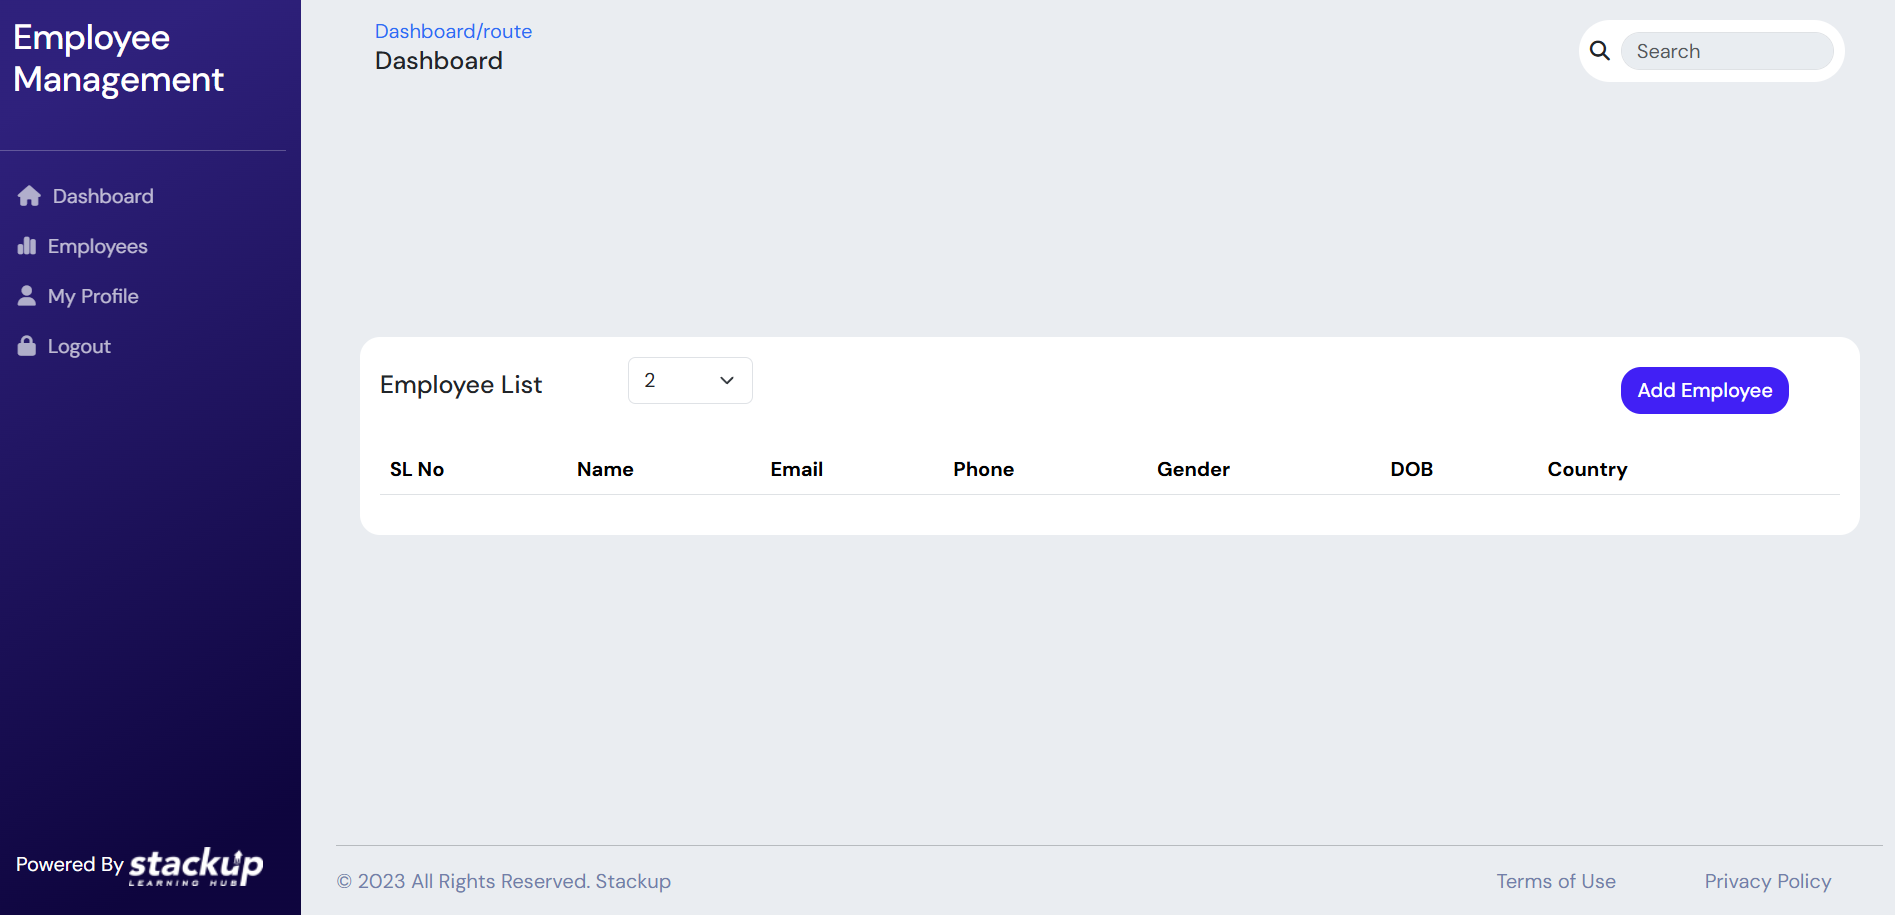 Employee
Management
Dashboard
Employees
My Profile
Logout
Powered By stackup
LEARNING HUB
Dashboard/route
Dashboard
Search
Employee List
2
Add Employee
SL No Name Email Phone Gender DOB Country
© 2023 All Rights Reserved. Stackup
Terms of Use
Privacy Policy